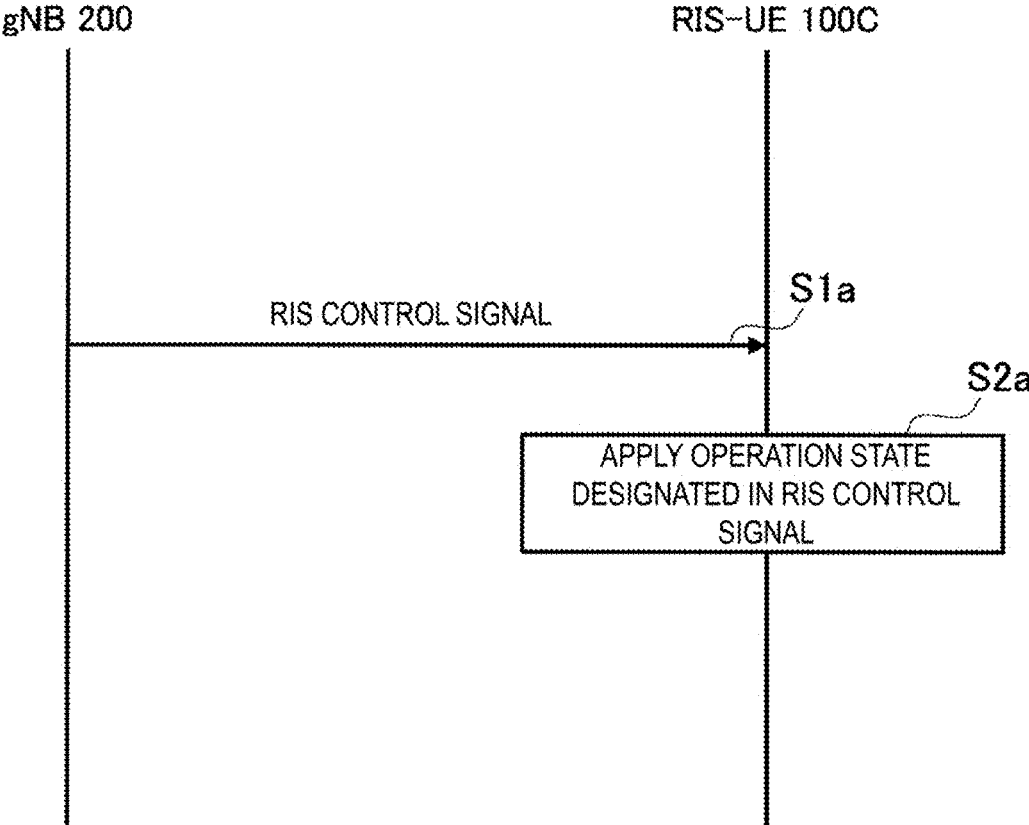 gNB 200
RIS-UE 100C
S1a
RIS CONTROL SIGNAL
S2a
APPLY OPERATION STATE
DESIGNATED IN RIS CONTROL
SIGNAL